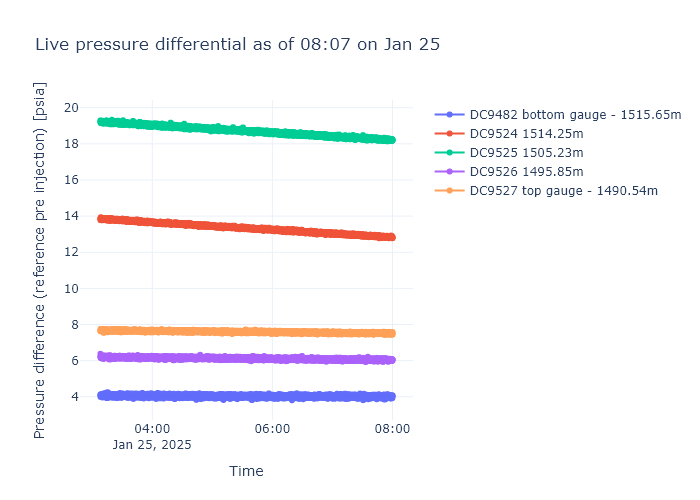 Live pressure differential as of 08:07 on Jan 25
Pressure difference (reference pre injection) [psia]
20
18
16
14
12
10
8
6
4
04:00
Jan 25, 2025
06:00
08:00
Time
DC9482 bottom gauge - 1515.65m
DC9524 1514.25m
DC9525 1505.23m
DC9526 1495.85m
DC9527 top gauge - 1490.54m